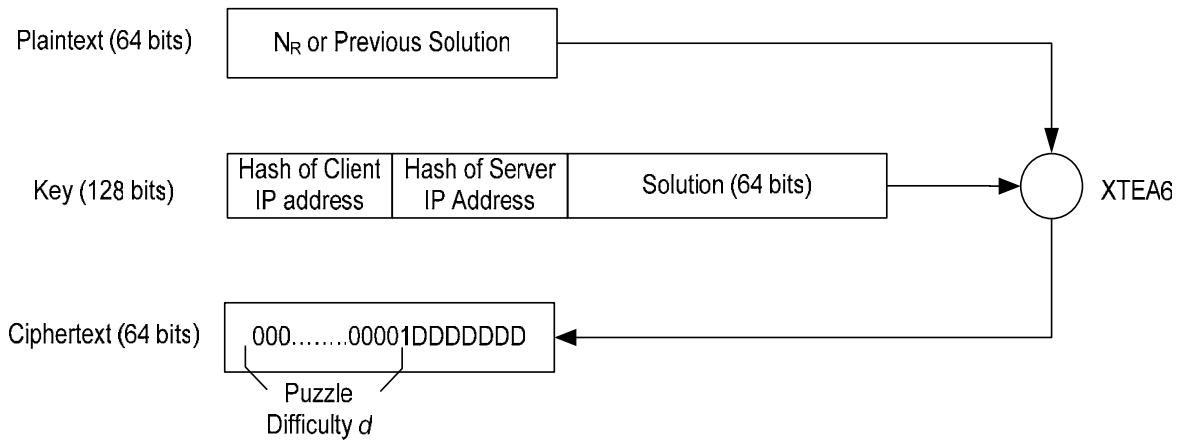 Plaintext (64 bits)
NR or Previous Solution
Key (128 bits)
Hash of Client
IP address
Hash of Server
IP Address
Solution (64 bits)
XTEA6
Ciphertext (64 bits)
000........00001DDDDDDD
Puzzle
Difficulty d